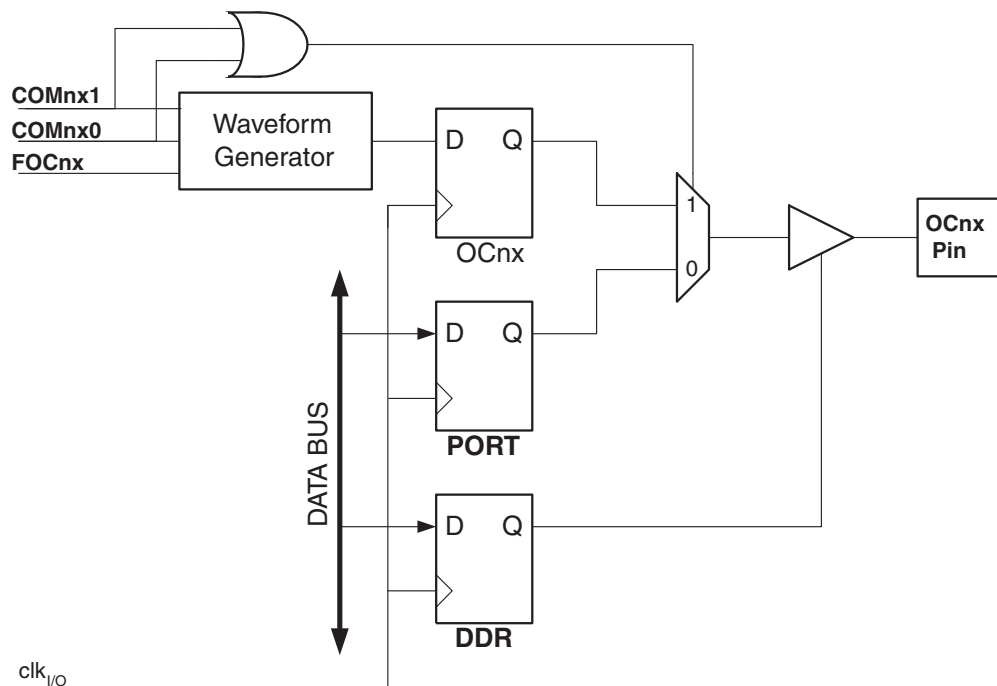 COMnx1
COMnx0
FOCnx
Waveform
Generator
D Q
OCnx
1
0
OCnx
Pin
D Q
PORT
DATA BUS
D Q
DDR
clkI/O